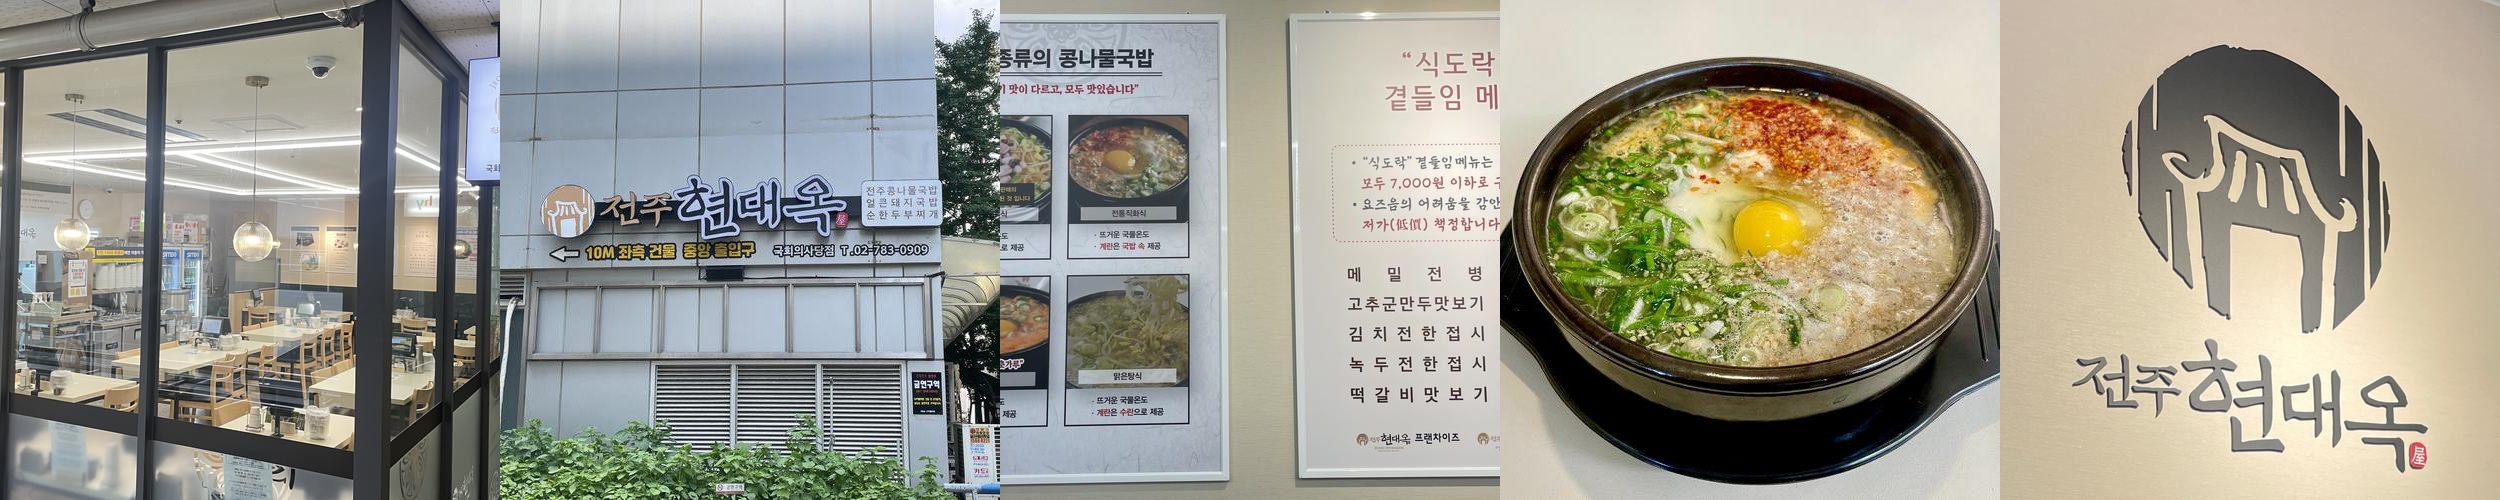 전주현대옥屋
전주콩나물국밥
얼큰돼지국밥
순한두부찌개
← 10M 좌측 건물 중앙 출입구
국회의사당점 T.02-783-0909
금연구역
종류의 콩나물국밥
맛이 다르고, 모두 맛있습니다"
전통직화식
· 뜨거운 국물온도
· 계란은 국밥 속 제공
맑은탕식
· 뜨거운 국물온도
· 계란은 수란으로 제공
"식도락
곁들임 메
• "식도락" 곁들임메뉴는
모두 7,000원 이하로
• 요즈음의 어려움을 감안
저가(低價) 책정합니다
메밀전병
고추군만두맛보기
김치전한접시
녹두전한접시
떡갈비맛보기
전주현대옥 프랜차이즈
전주현대옥屋